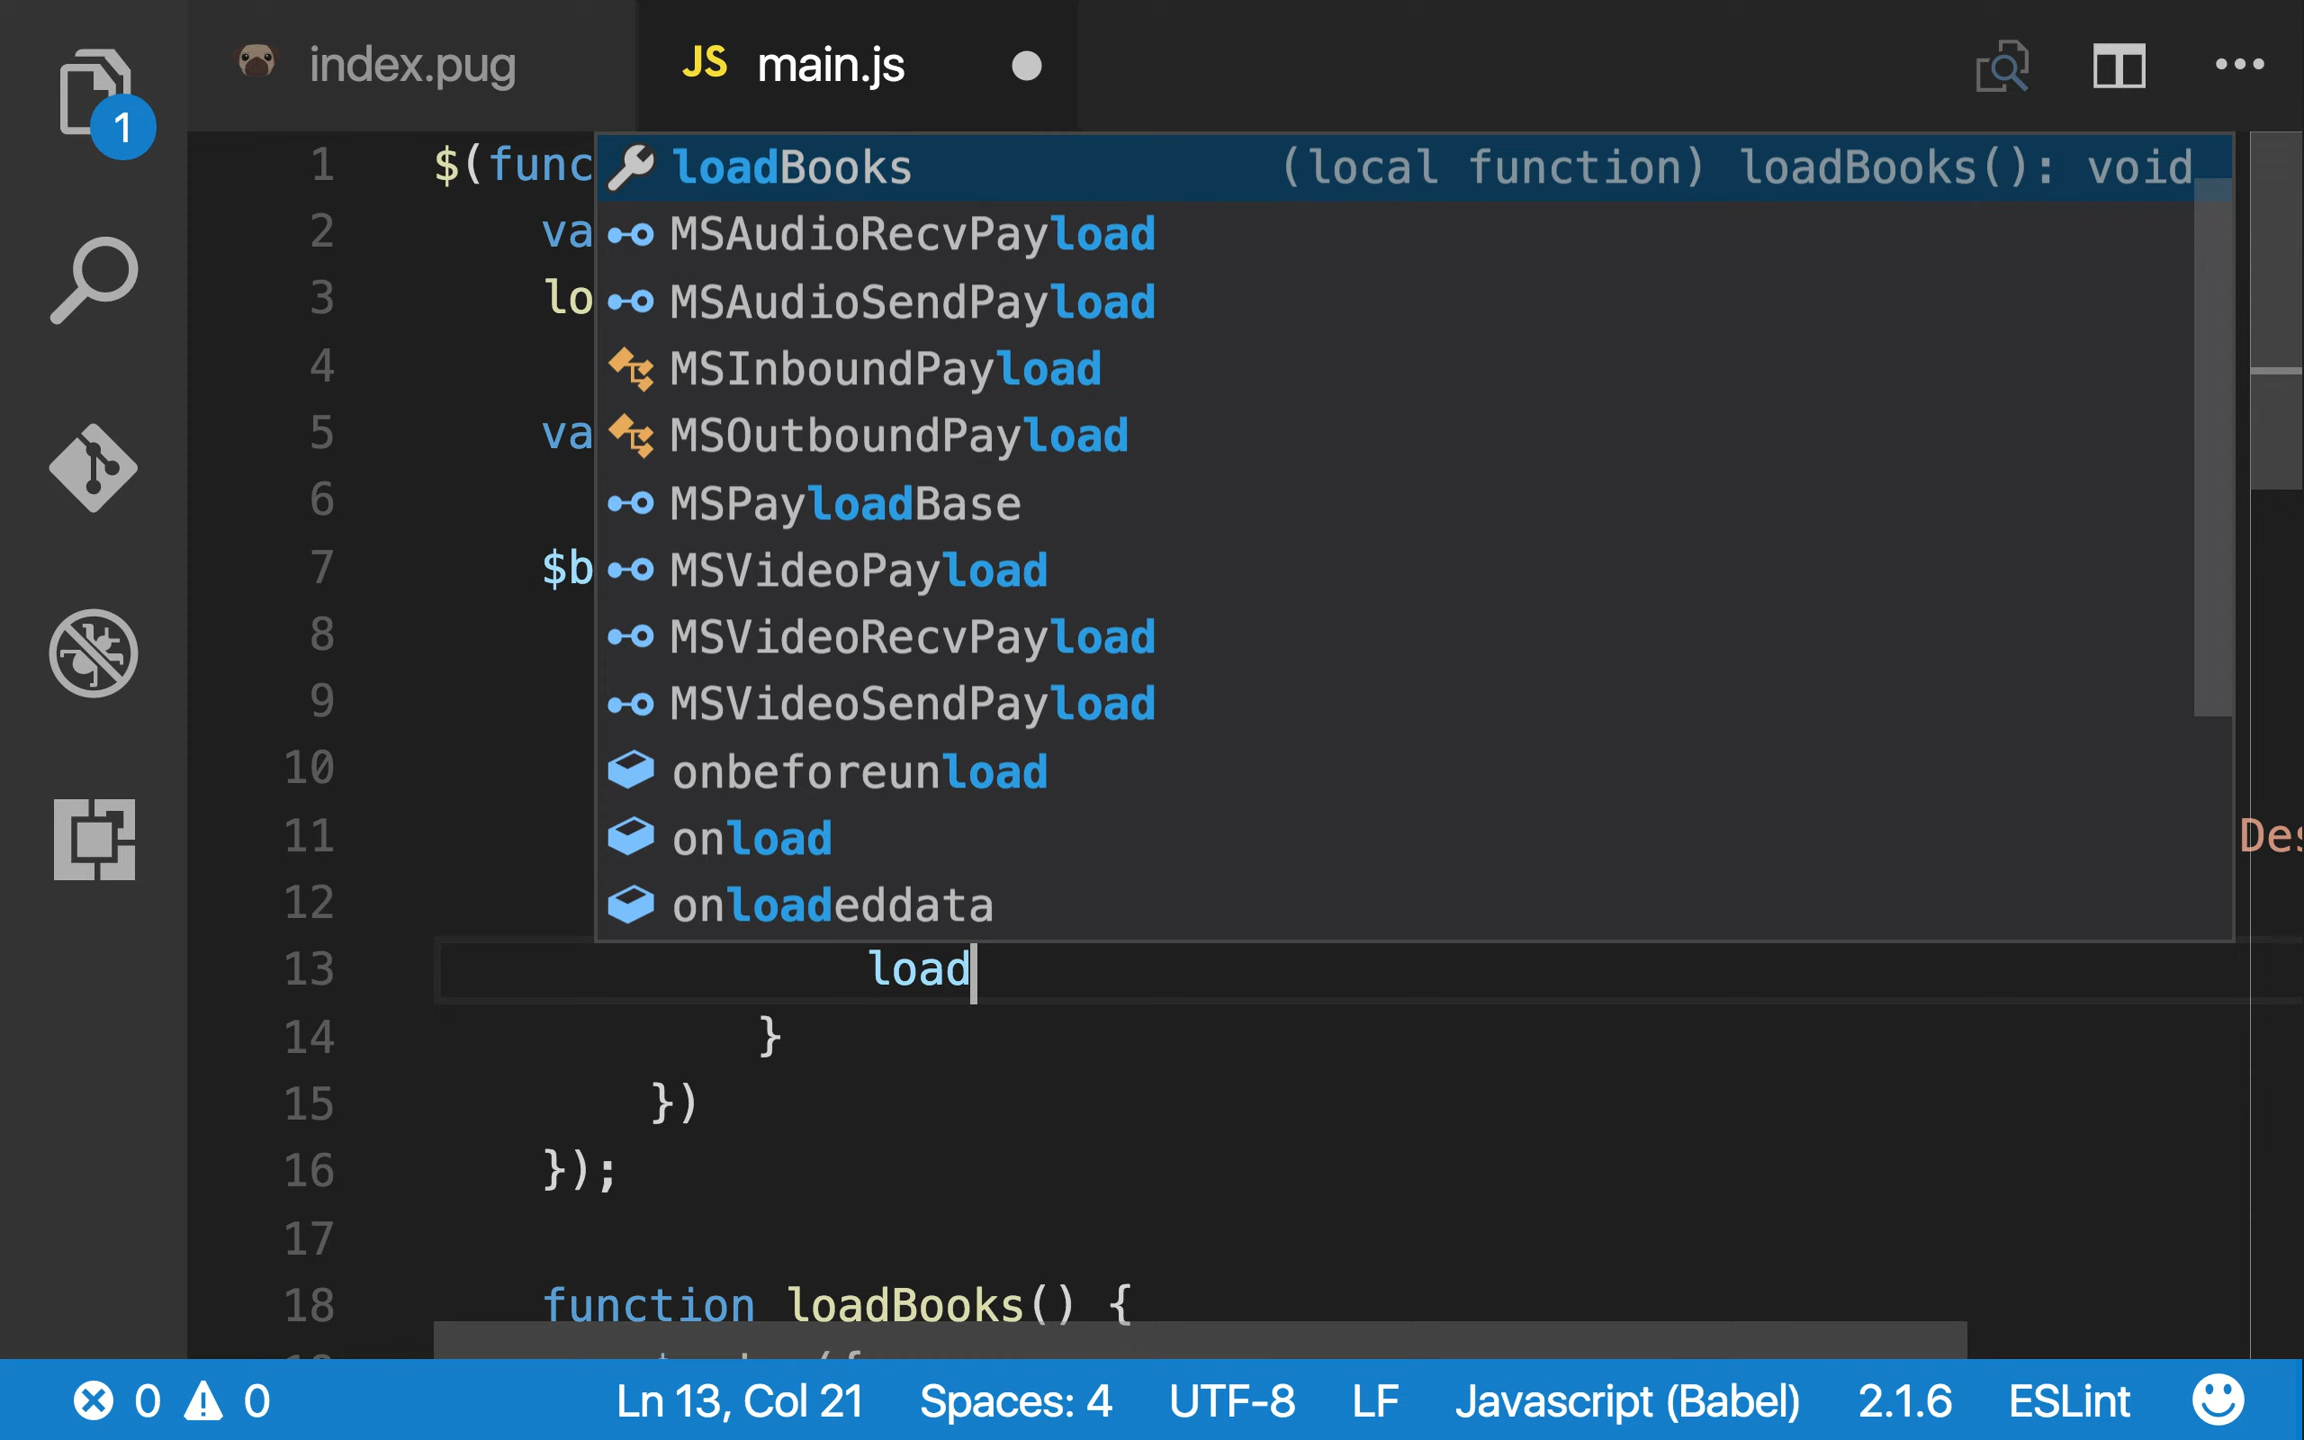 index.pug
JS main.js
1
1 $(func
loadBooks (local function) loadBooks(): void
2 va
MSAudioRecvPayload
3 lo
MSAudioSendPayload
4
MSInboundPayload
5 va
MSOutboundPayload
6
MSPayloadBase
7 $b
MSVideoPayload
8
MSVideoRecvPayload
9
MSVideoSendPayload
10
onbeforeunload
11
onload
Des
12
onloadeddata
13 load
14 }
15 })
16 });
17
18 function loadBooks() {
0 0 Ln 13, Col 21 Spaces: 4 UTF-8 LF Javascript (Babel) 2.1.6 ESLint